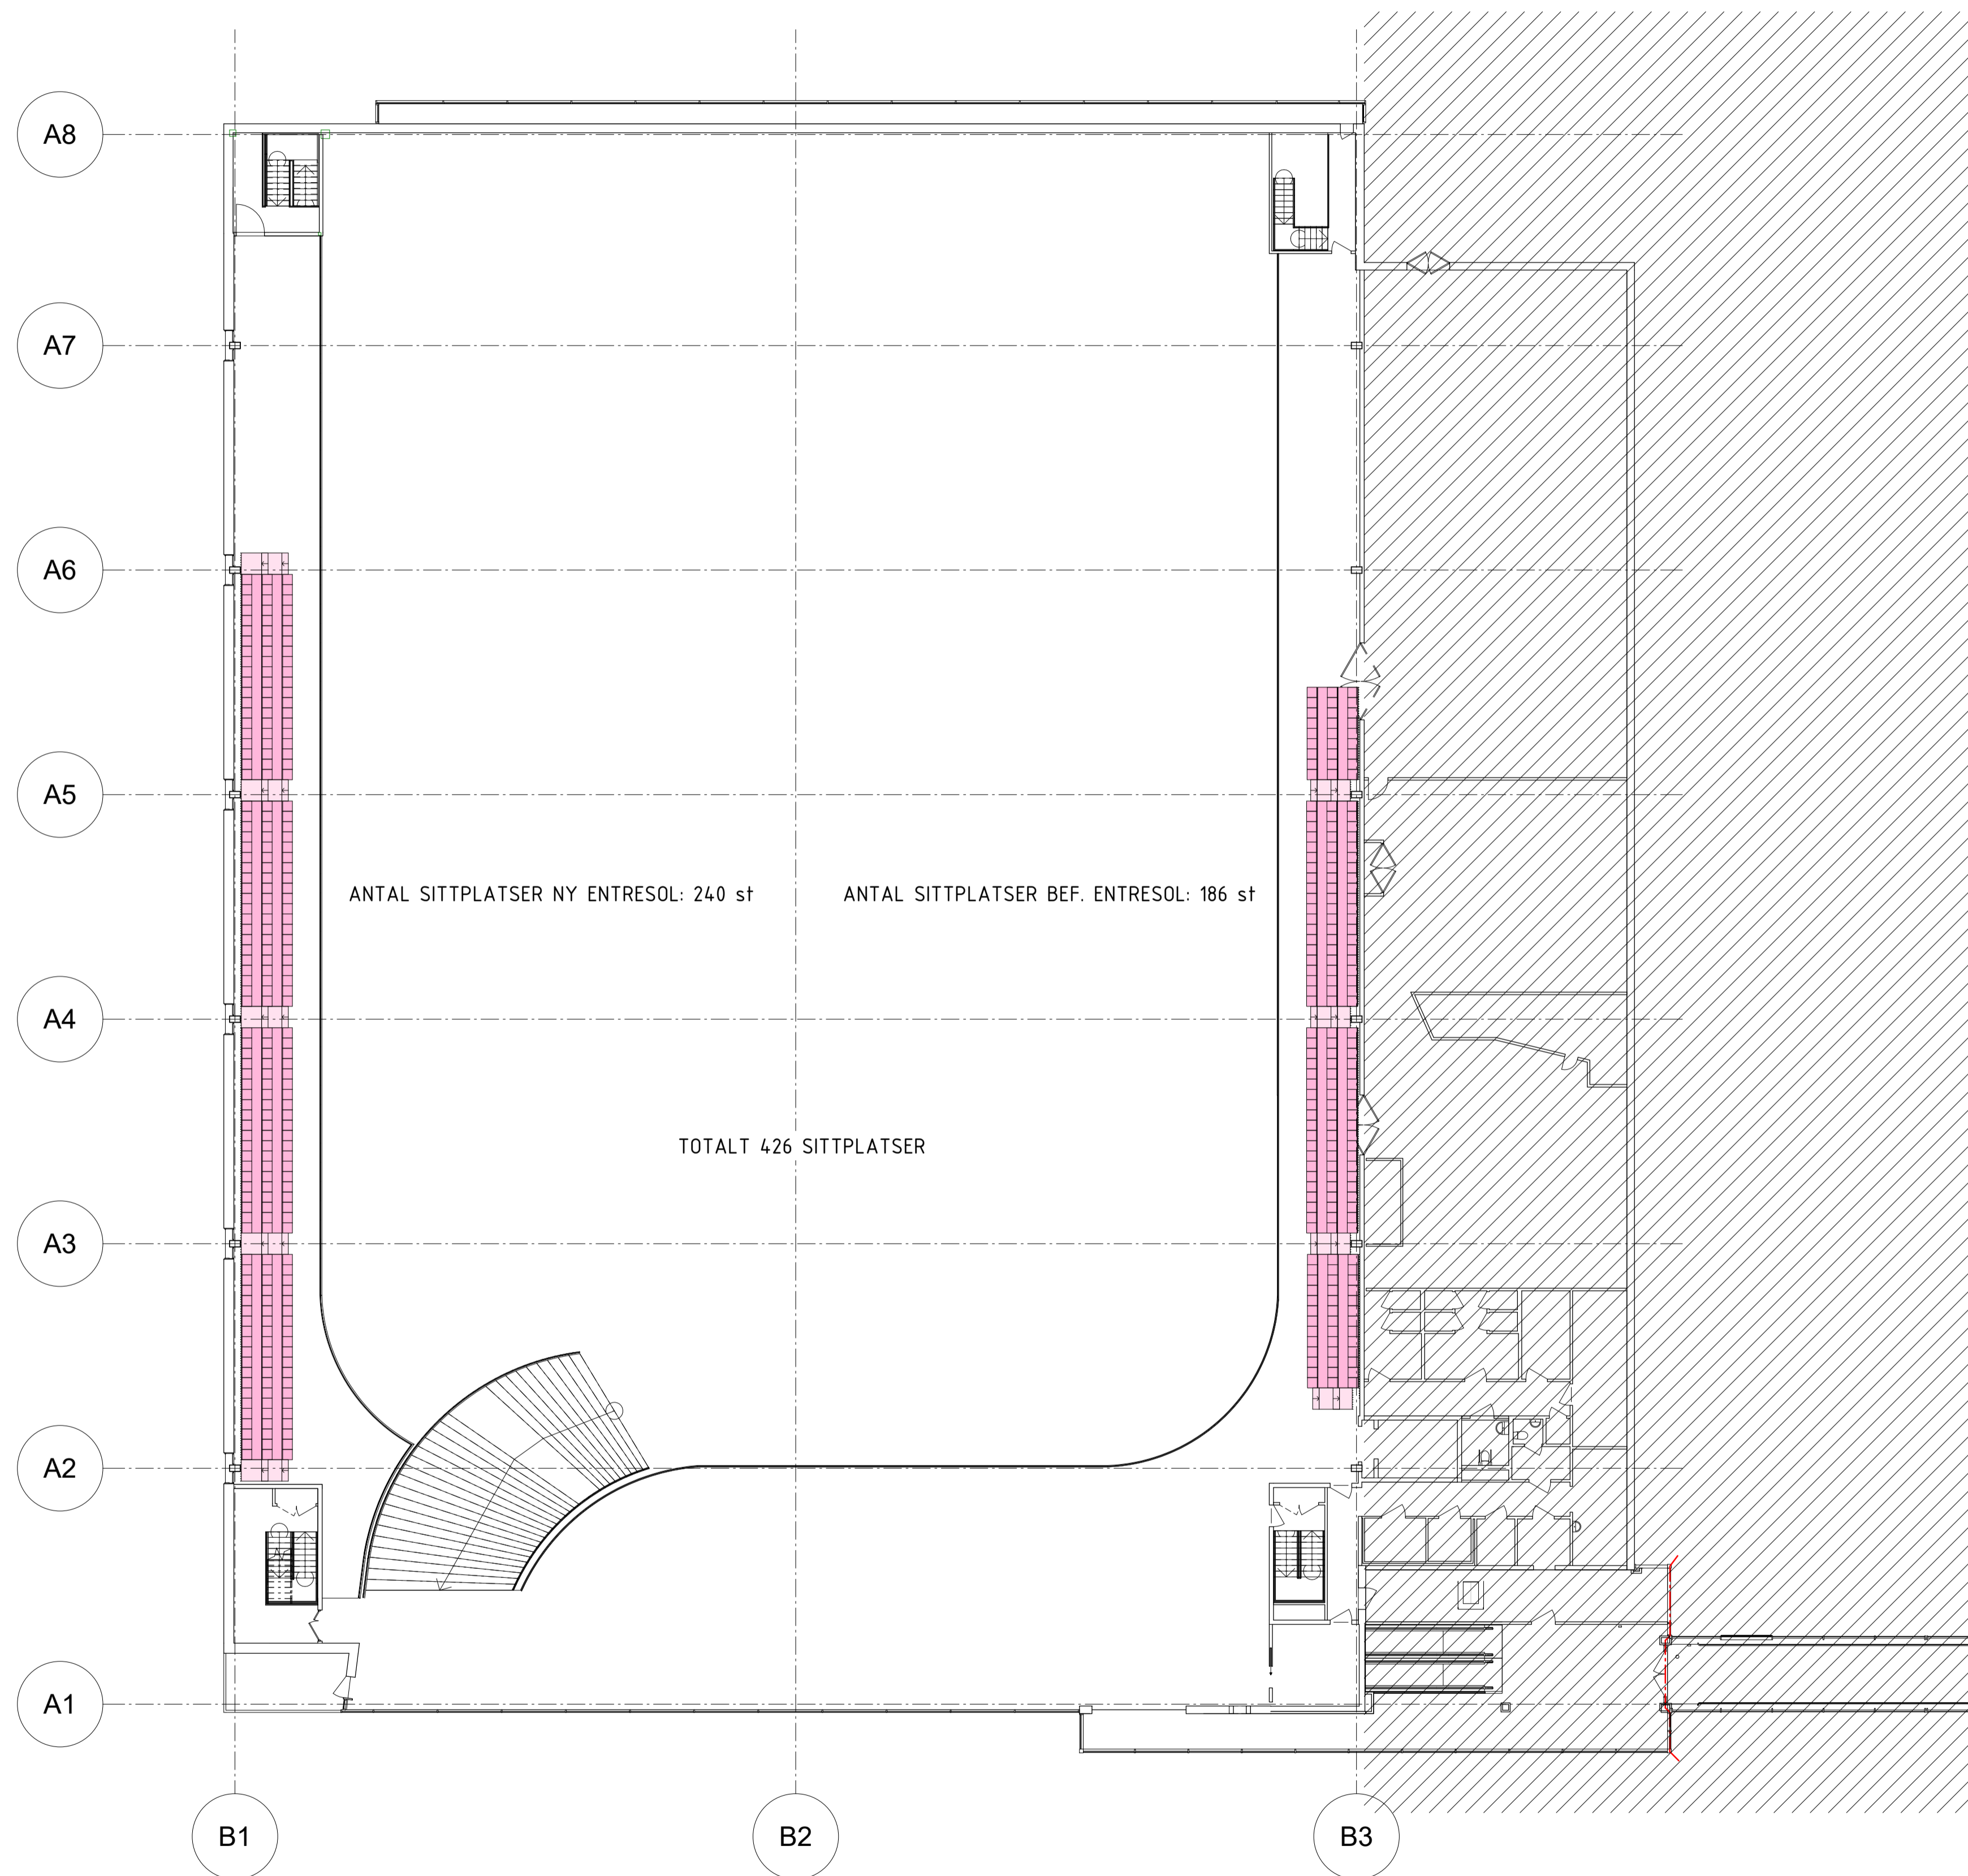 A8
A7
A6
A5
ANTAL SITTPLATSER NY ENTRESOL: 240 st
ANTAL SITTPLATSER BEF. ENTRESOL: 186 st
A4
TOTALT 426 SITTPLATSER
A3
A2
A1
B1
B2
B3